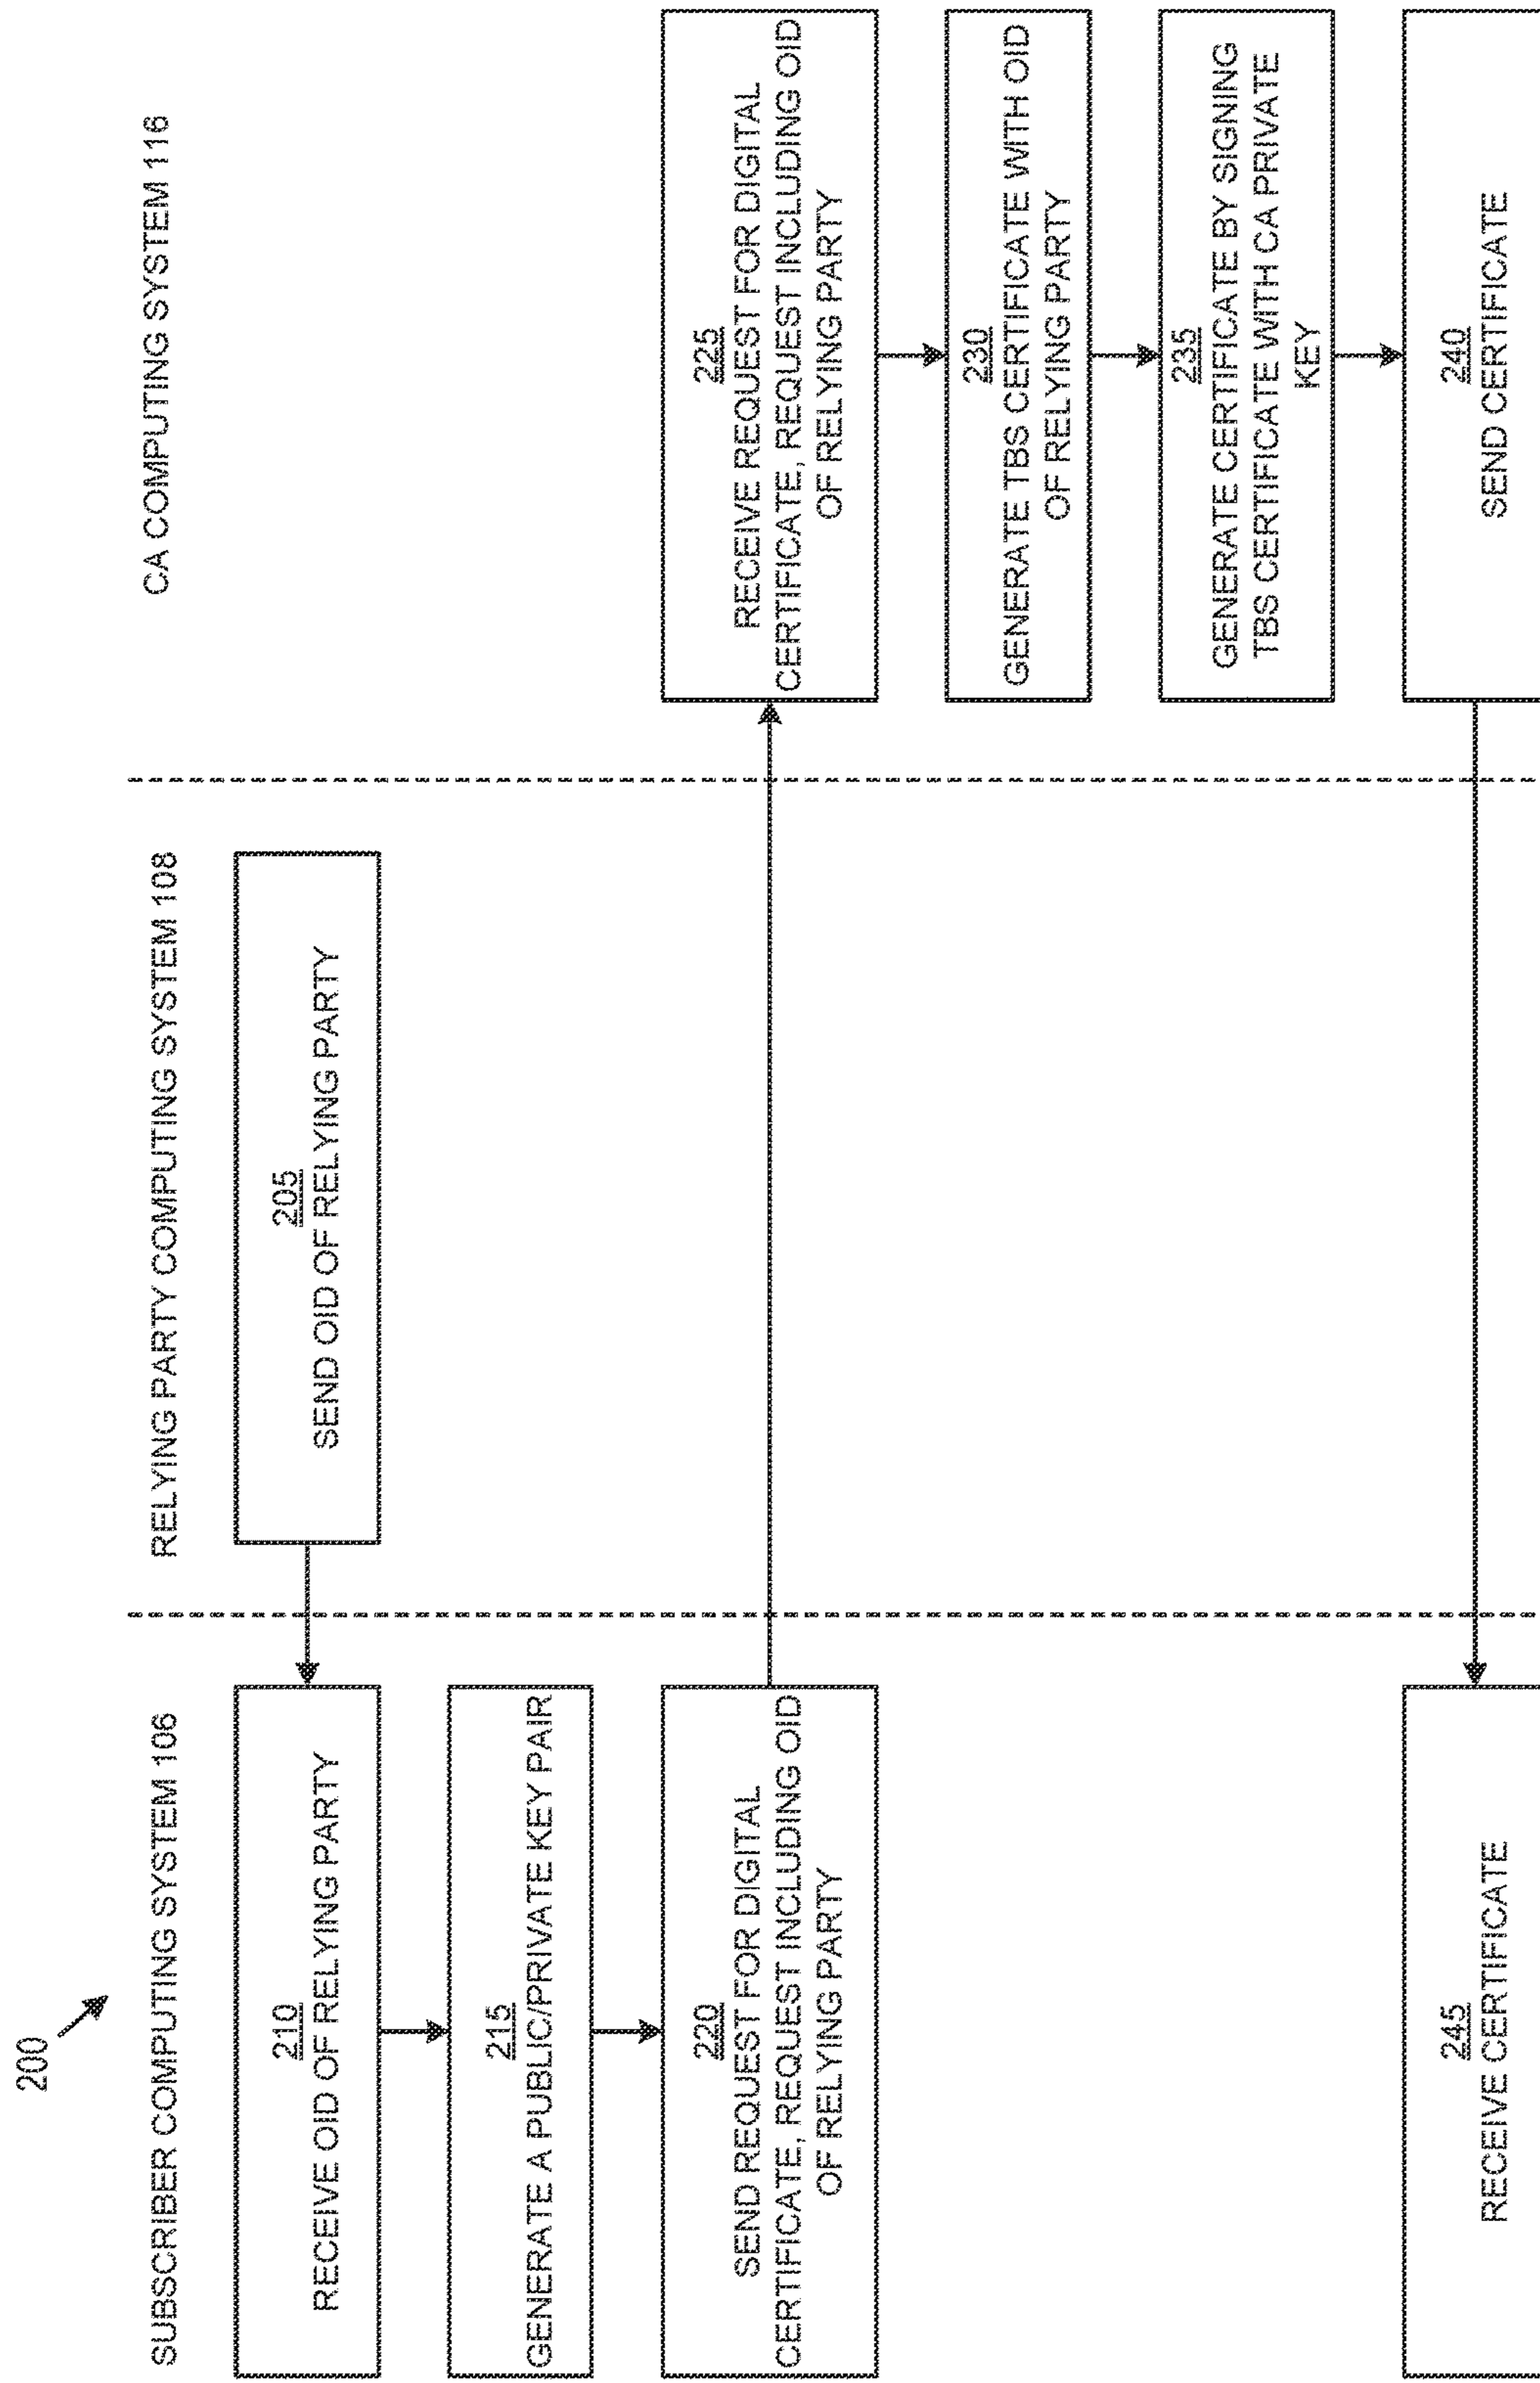 200
SUBSCRIBER COMPUTING SYSTEM 106
RELYING PARTY COMPUTING SYSTEM 108
CA COMPUTING SYSTEM 116
205
SEND OID OF RELYING PARTY
210
RECEIVE OID OF RELYING PARTY
215
GENERATE A PUBLIC/PRIVATE KEY PAIR
220
SEND REQUEST FOR DIGITAL
CERTIFICATE, REQUEST INCLUDING OID
OF RELYING PARTY
225
RECEIVE REQUEST FOR DIGITAL
CERTIFICATE, REQUEST INCLUDING OID
OF RELYING PARTY
230
GENERATE TBS CERTIFICATE WITH OID
OF RELYING PARTY
235
GENERATE CERTIFICATE BY SIGNING
TBS CERTIFICATE WITH CA PRIVATE
KEY
240
SEND CERTIFICATE
245
RECEIVE CERTIFICATE